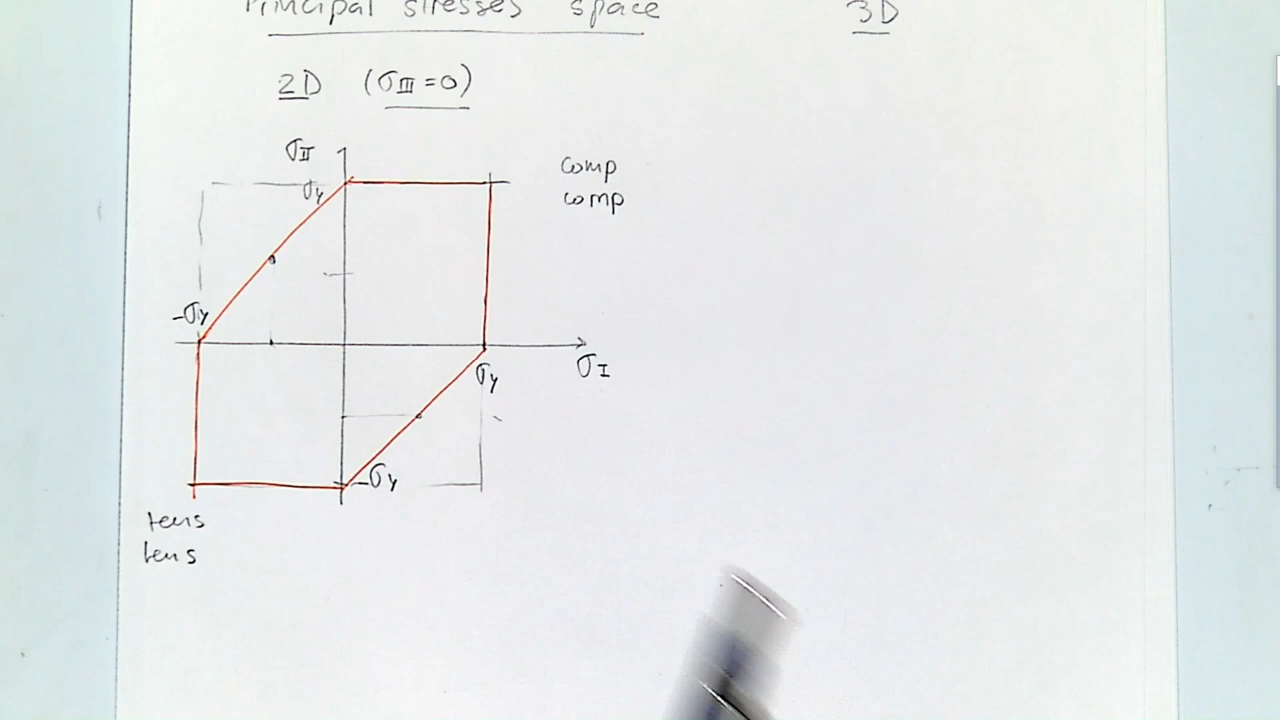 Principal stresses space 3D
2D (σIII = 0)
σII
σy
comp
comp
-σy
σI
σy
-σy
tens
tens